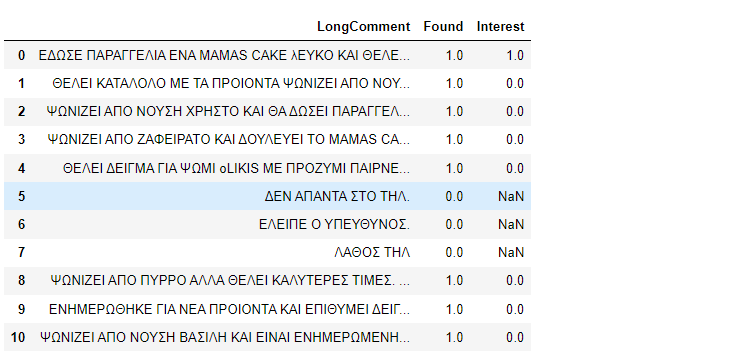 LongComment Found Interest
0 ΕΔΩΣΕ ΠΑΡΑΓΓΕΛΙΑ ΕΝΑ MAMAS CAKE λΕΥΚΟ ΚΑΙ ΘΕΛΕ... 1.0 1.0
1 ΘΕΛΕΙ ΚΑΤΑΛΟΛΟ ΜΕ ΤΑ ΠΡΟΙΟΝΤΑ ΨΩΝΙΖΕΙ ΑΠΟ ΝΟΥ... 1.0 0.0
2 ΨΩΝΙΖΕΙ ΑΠΟ ΝΟΥΣΗ ΧΡΗΣΤΟ ΚΑΙ ΘΑ ΔΩΣΕΙ ΠΑΡΑΓΓΕΛ... 1.0 0.0
3 ΨΩΝΙΖΕΙ ΑΠΟ ΖΑΦΕΙΡΑΤΟ ΚΑΙ ΔΟΥΛΕΥΕΙ ΤΟ MAMAS CA... 1.0 0.0
4 ΘΕΛΕΙ ΔΕΙΓΜΑ ΓΙΑ ΨΩΜΙ οLIKIS ΜΕ ΠΡΟΖΥΜΙ ΠΑΙΡΝΕ... 1.0 0.0
5 ΔΕΝ ΑΠΑΝΤΑ ΣΤΟ ΤΗΛ. 0.0 NaN
6 ΕΛΕΙΠΕ Ο ΥΠΕΥΘΥΝΟΣ. 0.0 NaN
7 ΛΑΘΟΣ ΤΗΛ 0.0 NaN
8 ΨΩΝΙΖΕΙ ΑΠΟ ΠΥΡΡΟ ΑΛΛΑ ΘΕΛΕΙ ΚΑΛΥΤΕΡΕΣ ΤΙΜΕΣ. ... 1.0 0.0
9 ΕΝΗΜΕΡΩΘΗΚΕ ΓΙΑ ΝΕΑ ΠΡΟΙΟΝΤΑ ΚΑΙ ΕΠΙΘΥΜΕΙ ΔΕΙΓ... 1.0 0.0
10 ΨΩΝΙΖΕΙ ΑΠΟ ΝΟΥΣΗ ΒΑΣΙΛΗ ΚΑΙ ΕΙΝΑΙ ΕΝΗΜΕΡΩΜΕΝΗ... 1.0 0.0